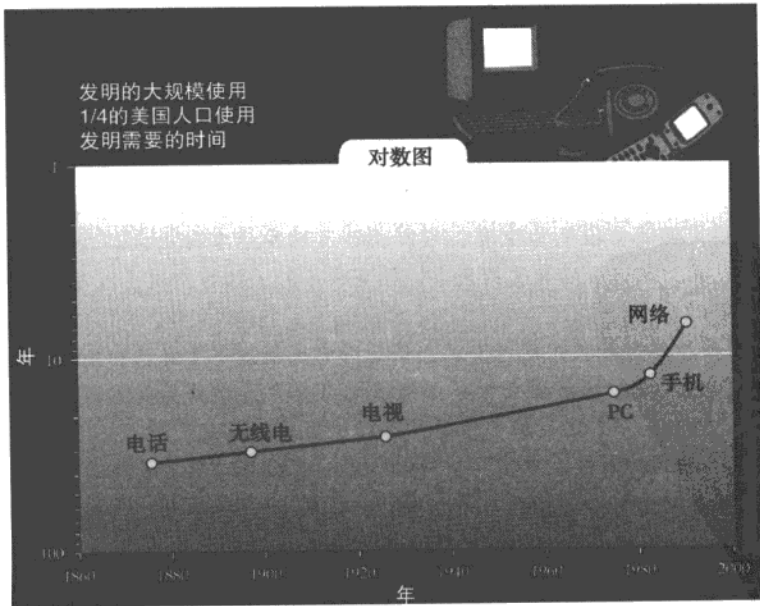 发明的大规模使用
1/4的美国人口使用
发明需要的时间
对数图
1
网络
年
10
手机
电视
PC
电话
无线电
100
1860
1880
1900
1920
1940
1960
1980
2000
年